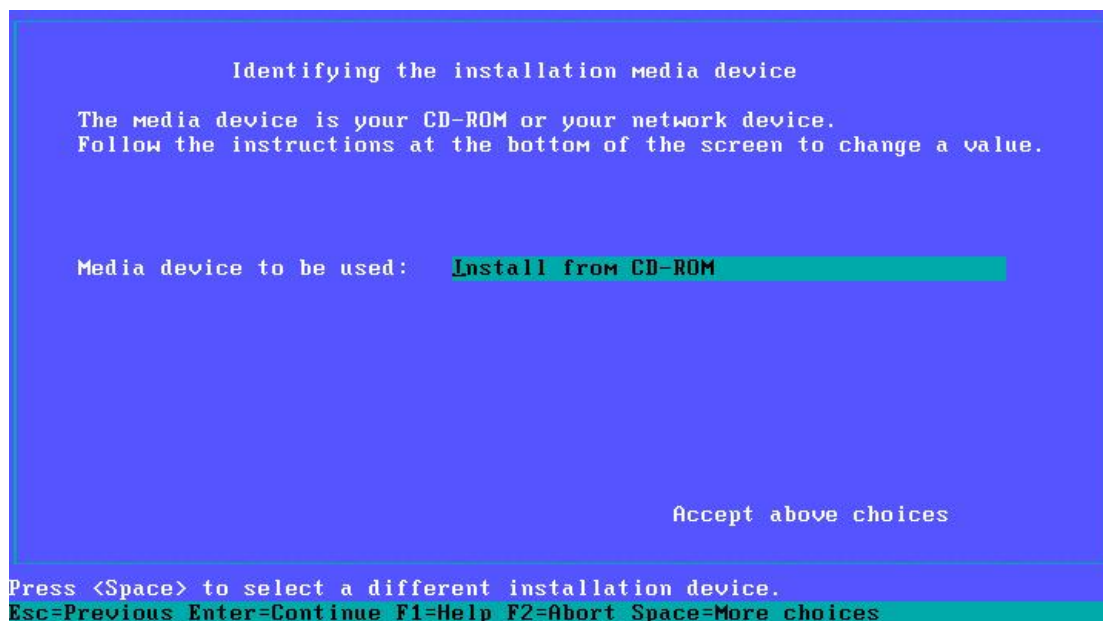 Identifying the installation media device
The media device is your CD-ROM or your network device.
Follow the instructions at the bottom of the screen to change a value.
Media device to be used: Install from CD-ROM
Accept above choices
Press <Space> to select a different installation device.
Esc=Previous Enter=Continue F1=Help F2=Abort Space=More choices